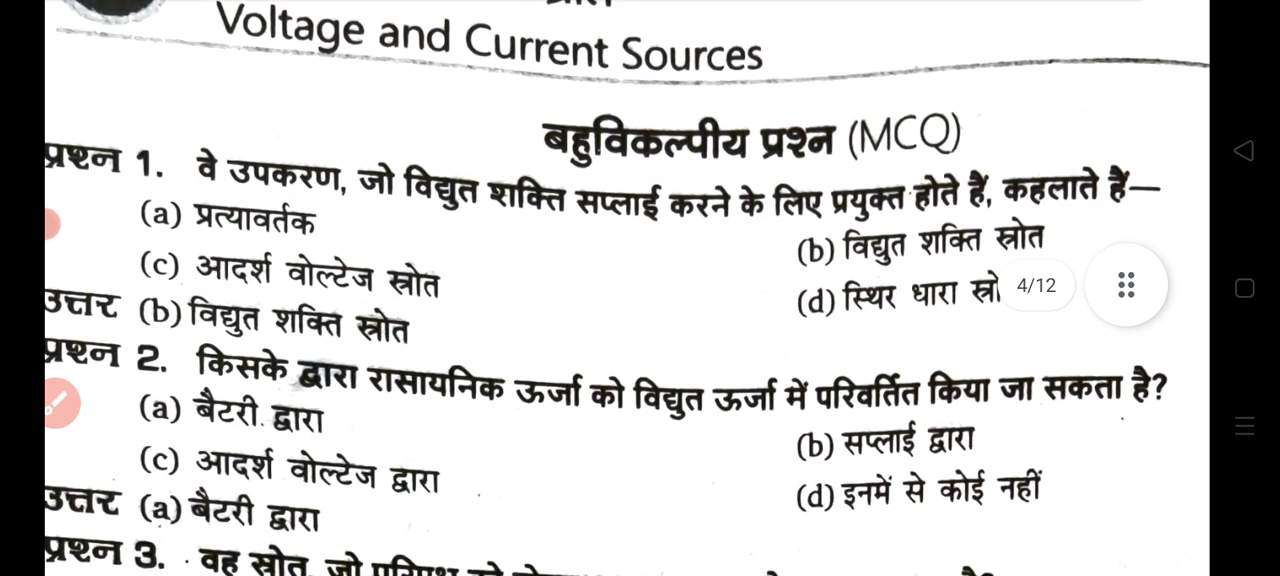 Voltage and Current Sources
बहुविकल्पीय प्रश्न (MCQ)
प्रश्न 1. वे उपकरण, जो विद्युत शक्ति सप्लाई करने के लिए प्रयुक्त होते हैं, कहलाते हैं—
(a) प्रत्यावर्तक
(b) विद्युत शक्ति स्रोत
(c) आदर्श वोल्टेज स्रोत
(d) स्थिर धारा
4/12
उत्तर (b) विद्युत शक्ति स्रोत
प्रश्न 2. किसके द्वारा रासायनिक ऊर्जा को विद्युत ऊर्जा में परिवर्तित किया जा सकता है?
(a) बैटरी द्वारा
(b) सप्लाई द्वारा
(c) आदर्श वोल्टेज द्वारा
(d) इनमें से कोई नहीं
उत्तर (a) बैटरी द्वारा
प्रश्न 3. वह स्रोत, जो